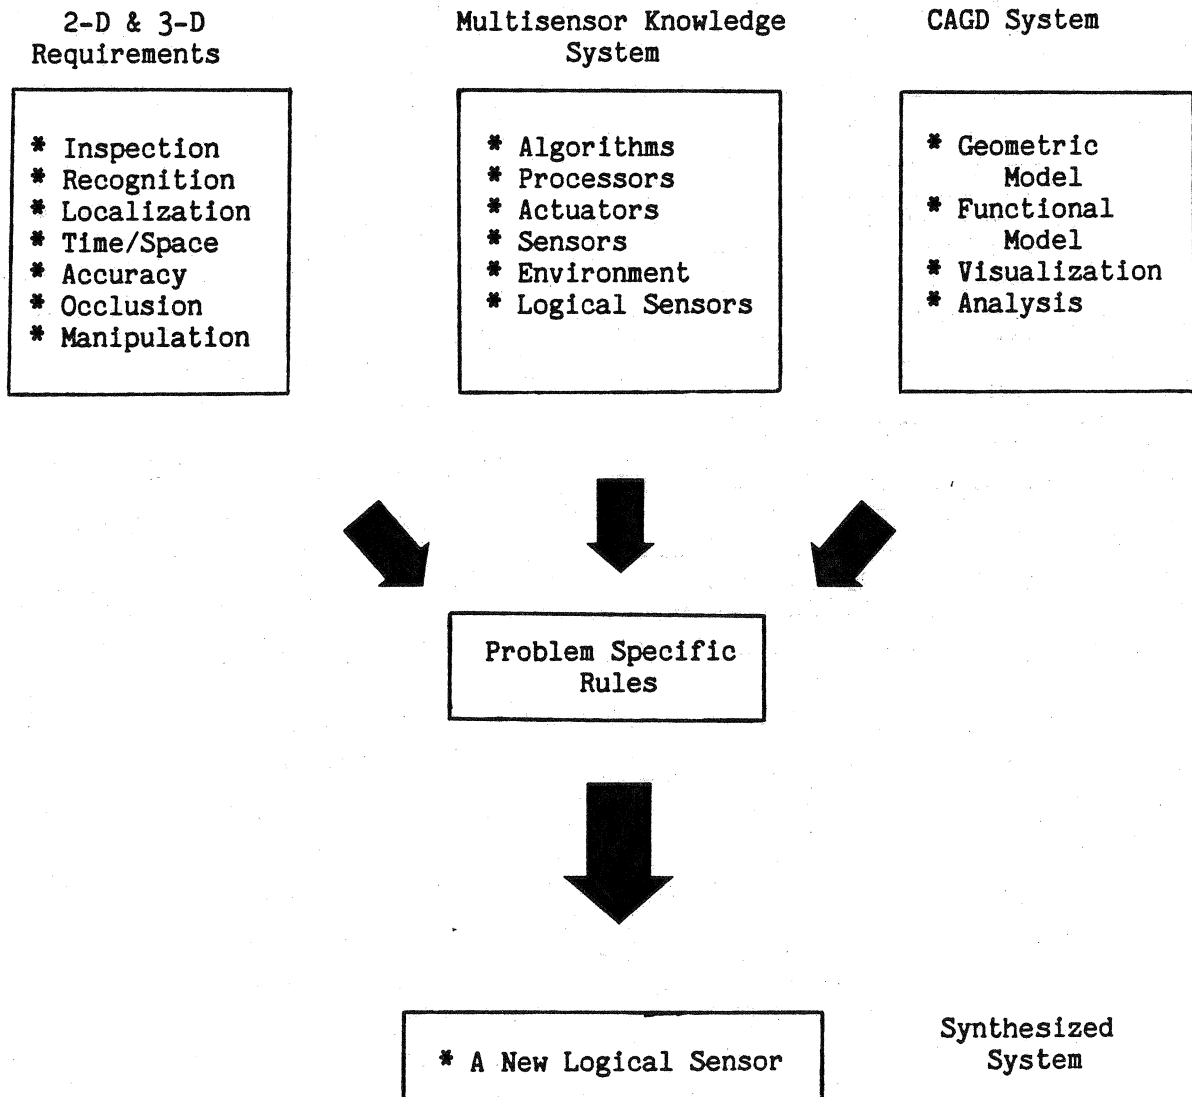 2-D & 3-D
Requirements
* Inspection
* Recognition
* Localization
* Time/Space
* Accuracy
* Occlusion
* Manipulation
Multisensor Knowledge
System
* Algorithms
* Processors
* Actuators
* Sensors
* Environment
* Logical Sensors
CAGD System
* Geometric
Model
* Functional
Model
* Visualization
* Analysis
Problem Specific
Rules
* A New Logical Sensor
Synthesized
System